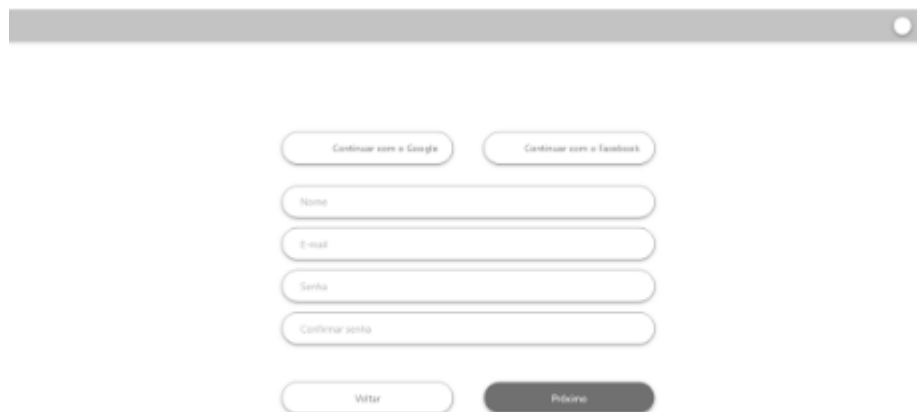 Continuar com o Google
Continuar com o Facebook
Nome
E-mail
Senha
Confirmar senha
Voltar
Próximo